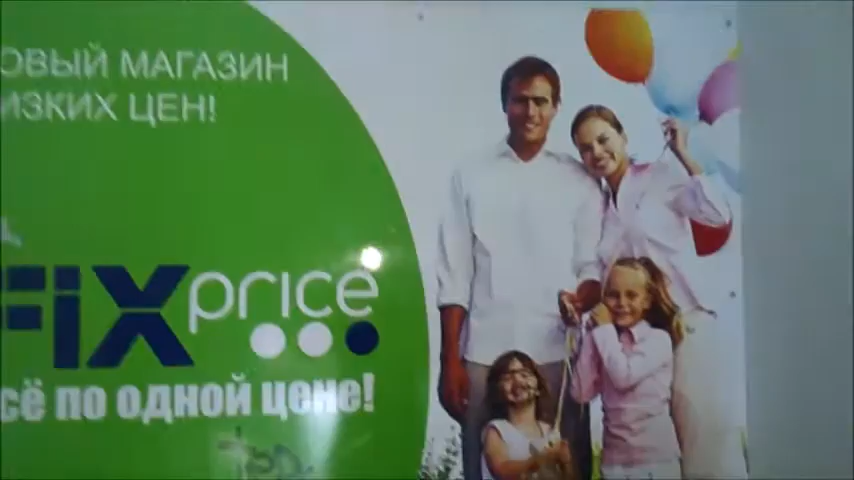 ОВЫЙ МАГАЗИН
ИЗКИХ ЦЕН!
FIX price
сё по одной цене!